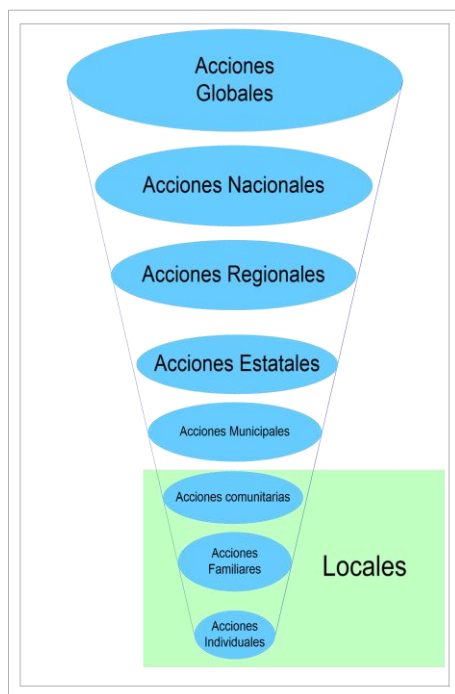 Acciones
Globales
Acciones Nacionales
Acciones Regionales
Acciones Estatales
Acciones Municipales
Acciones comunitarias
Acciones
Familiares
Locales
Acciones
Individuales